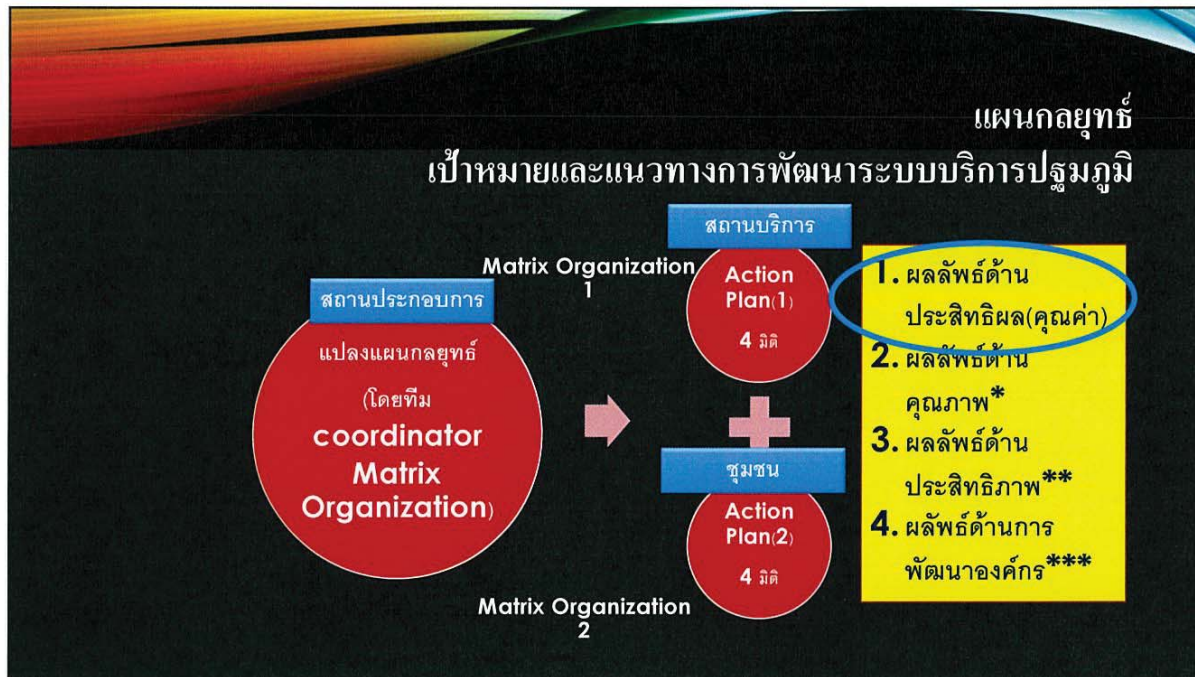 แผนกลยุทธ์
เป้าหมายและแนวทางการพัฒนาระบบบริการปฐมภูมิ
สถานประกอบการ
แปลงแผนกลยุทธ์
(โดยทีม
coordinator
Matrix
Organization)
Matrix Organization
1
สถานบริการ
Action
Plan(1)
4 มิติ
ชุมชน
Action
Plan(2)
4 มิติ
Matrix Organization
2
1. ผลลัพธ์ด้าน
ประสิทธิผล(คุณค่า)
2. ผลลัพธ์ด้าน
คุณภาพ*
3. ผลลัพธ์ด้าน
ประสิทธิภาพ**
4. ผลัพธ์ด้านการ
พัฒนาองค์กร***